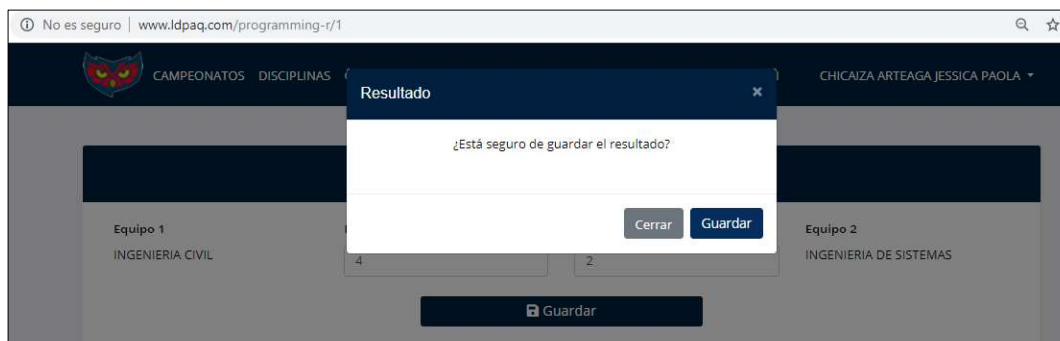 No es seguro | www.ldpaq.com/programming-r/1
CAMPEONATOS DISCIPLINAS
CHICAIZA ARTEAGA JESSICA PAOLA
Resultado ×
¿Está seguro de guardar el resultado?
Cerrar Guardar
Equipo 1
Equipo 2
INGENIERIA CIVIL
4
2
INGENIERIA DE SISTEMAS
Guardar